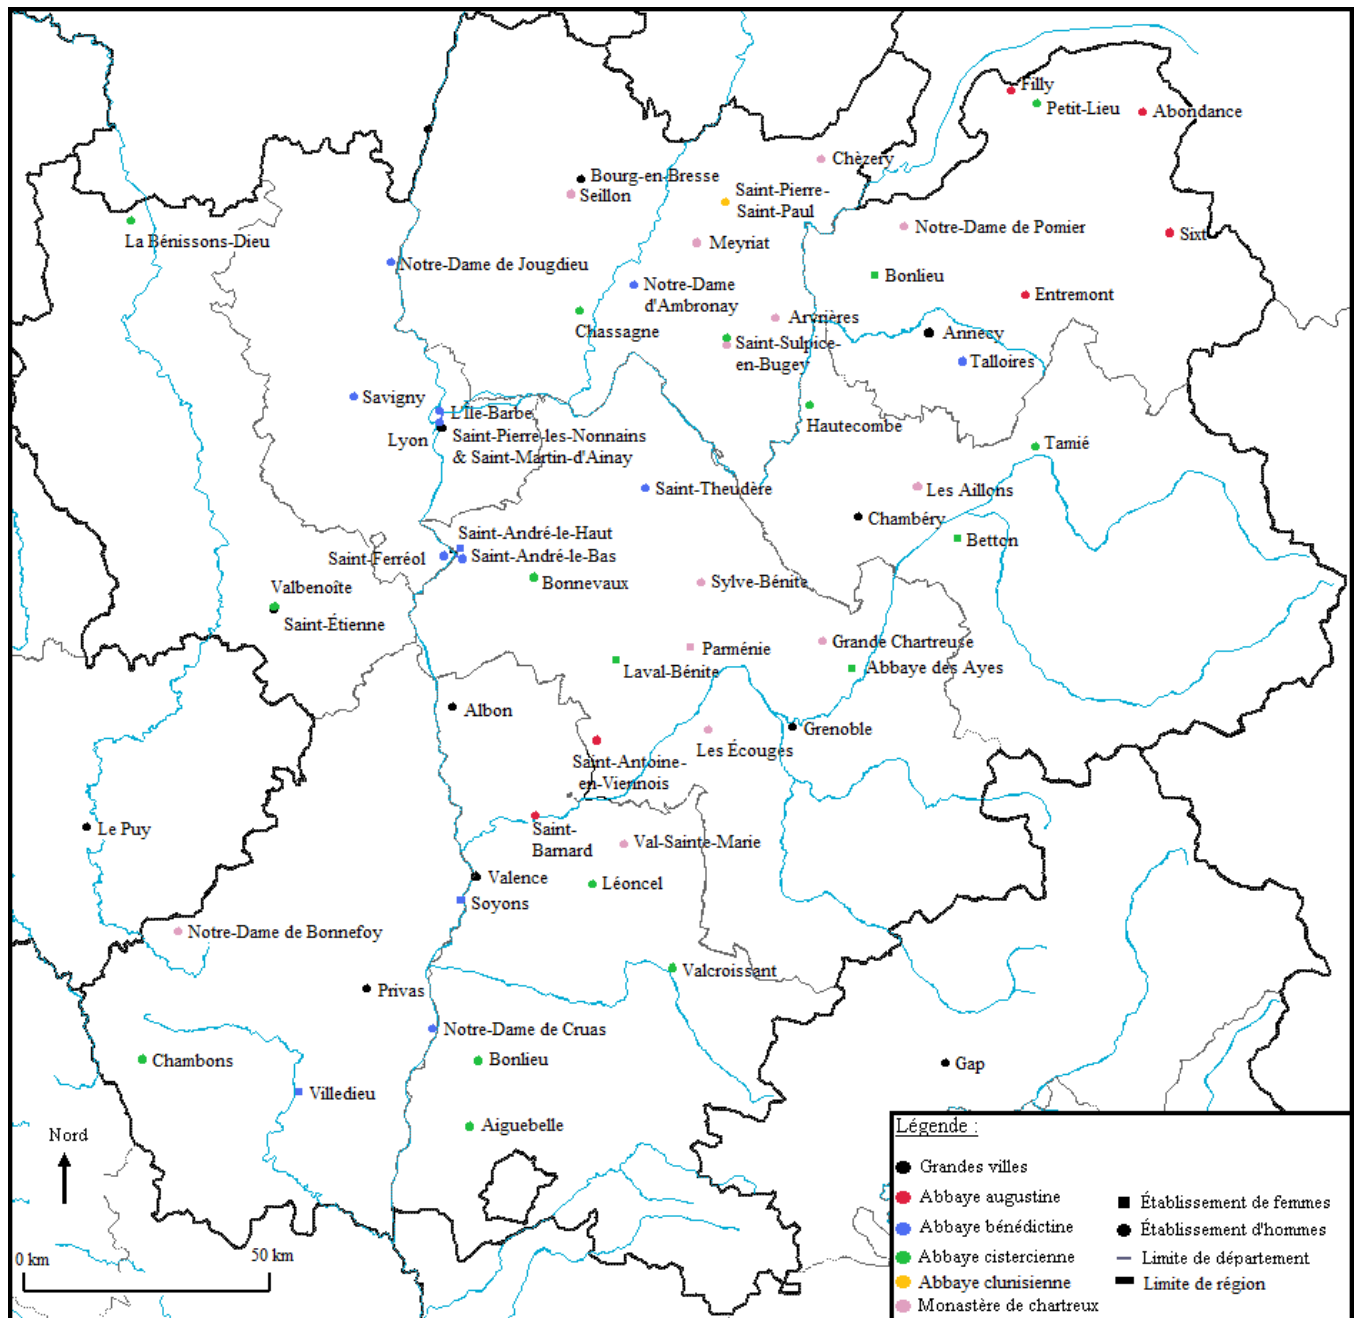 Filly
Petit-Lieu
Abondance
Chèzery
Bourg-en-Bresse
Seillon
Saint-Pierre-
Saint-Paul
La Bénissons-Dieu
Notre-Dame de Pomier
Sixt
Meyriat
Notre-Dame de Jougdieu
Bonlieu
Notre-Dame
d'Ambronay
Entremont
Arvières
Chassagne
Annecy
Saint-Sulpice-
en-Bugey
Talloires
Savigny
L'Île-Barbe
Hautecombe
Lyon
Saint-Pierre-les-Nonnains
& Saint-Martin-d'Ainay
Tamié
Saint-Theudère
Les Aillons
Chambéry
Saint-André-le-Haut
Betton
Saint-Ferréol
Saint-André-le-Bas
Bonnevaux
Sylve-Bénite
Valbenoîte
Saint-Étienne
Parménie
Grande Chartreuse
Laval-Bénite
Abbaye des Ayes
Albon
Grenoble
Les Écouges
Saint-Antoine-
en-Viennois
Le Puy
Saint-
Barnard
Val-Sainte-Marie
Valence
Léoncel
Soyons
Notre-Dame de Bonnefoy
Valcroissant
Privas
Notre-Dame de Cruas
Chambons
Bonlieu
Gap
Villedieu
Aiguebelle
Nord
0 km
50 km
Légende :
Grandes villes
Abbaye augustine
Abbaye bénédictine
Abbaye cistercienne
Abbaye clunisienne
Monastère de chartreux
Établissement de femmes
Établissement d'hommes
Limite de département
Limite de région